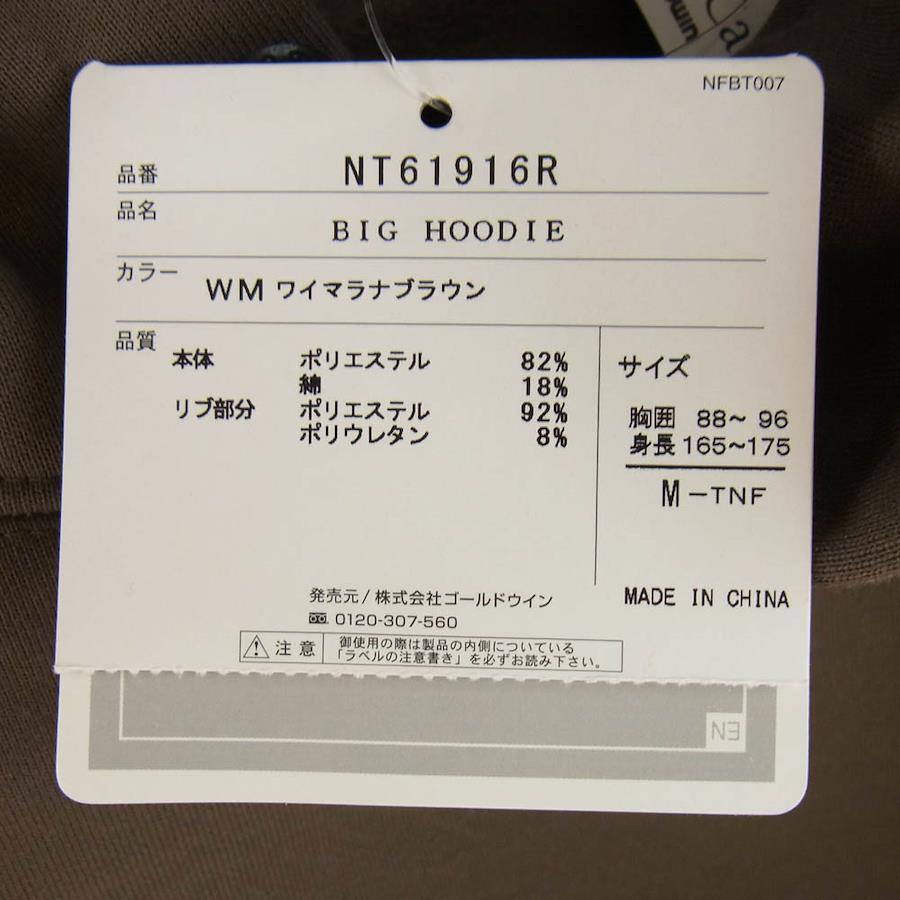 a
win
NFBT007
品番 NT61916R
品名 BIG HOODIE
カラー WM ワイマラナブラウン
品質
本体 ポリエステル 82%
綿 18%
リブ部分 ポリエステル 92%
ポリウレタン 8%
サイズ
胸囲 88~ 96
身長 165~175
M-TNF
発売元/株式会社ゴールドウイン
0120-307-560
MADE IN CHINA
注意
御使用の際は製品の内側についている
「ラベルの注意書き」を必ずお読み下さい。